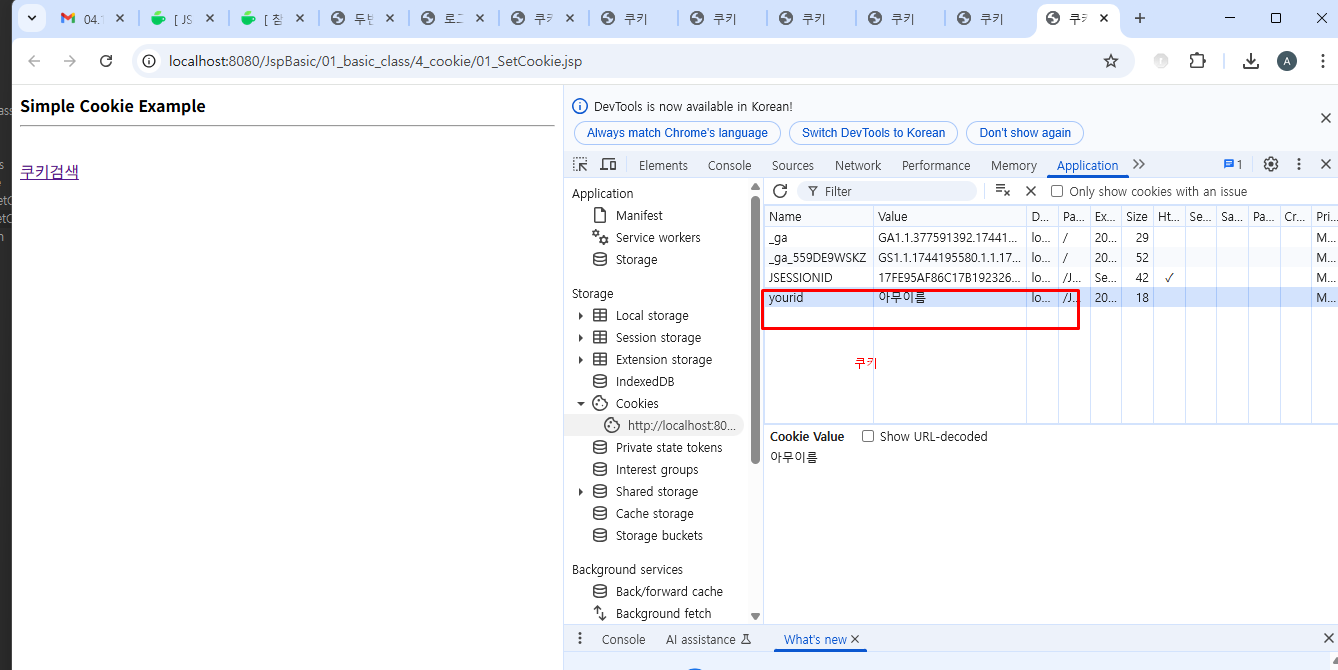 04.
[ JS
[ 참
두번
로그
쿠키
쿠키
쿠키
쿠키
쿠키
쿠키
쿠키
localhost:8080/JspBasic/01_basic_class/4_cookie/01_SetCookie.jsp
A
Simple Cookie Example
쿠키검색
DevTools is now available in Korean!
Always match Chrome's language
Switch DevTools to Korean
Don't show again
Elements Console Sources Network Performance Memory Application 1
Filter
Only show cookies with an issue
Application
Manifest
Service workers
Storage
Storage
Local storage
Session storage
Extension storage
IndexedDB
Cookies
http://localhost:80...
Private state tokens
Interest groups
Shared storage
Cache storage
Storage buckets
Background services
Back/forward cache
Background fetch
Name Value D... Pa... Ex... Size Ht... Se... Sa... Pa... Cr... Pri...
_ga GA1.1.377591392.17441... lo... / 20... 29 M...
_ga_559DE9WSKZ GS1.1.1744195580.1.1.17... lo... / 20... 52 M...
JSESSIONID 17FE95AF86C17B192326... lo... /J... Se... 42 ✓ M...
yourid 아무이름 lo... /J... 20... 18 M...
쿠키
Cookie Value Show URL-decoded
아무이름
Console AI assistance What's new